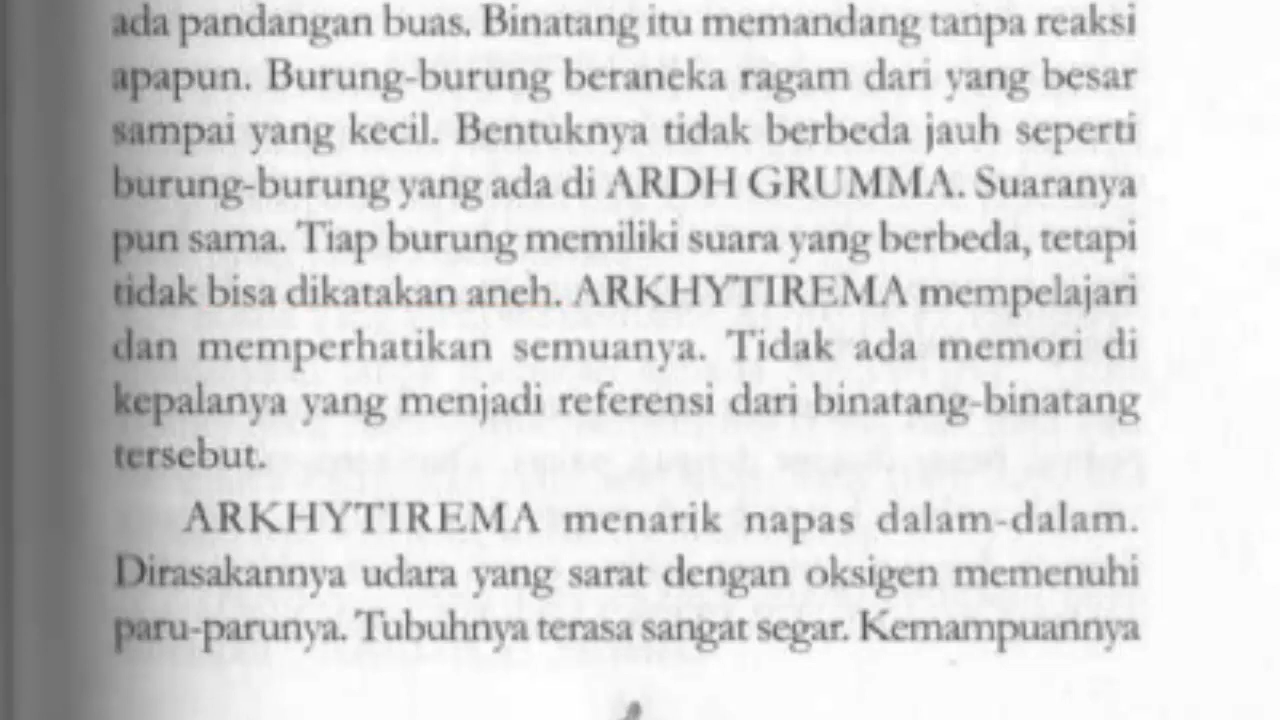 ada pandangan buas. Binatang itu memandang tanpa reaksi
apapun. Burung-burung beraneka ragam dari yang besar
sampai yang kecil. Bentuknya tidak berbeda jauh seperti
burung-burung yang ada di ARDH GRUMMA. Suaranya
pun sama. Tiap burung memiliki suara yang berbeda, tetapi
tidak bisa dikatakan aneh. ARKHYTIREMA mempelajari
dan memperhatikan semuanya. Tidak ada memori di
kepalanya yang menjadi referensi dari binatang-binatang
tersebut.
ARKHYTIREMA menarik napas dalam-dalam.
Dirasakannya udara yang sarat dengan oksigen memenuhi
paru-parunya. Tubuhnya terasa sangat segar. Kemampuannya